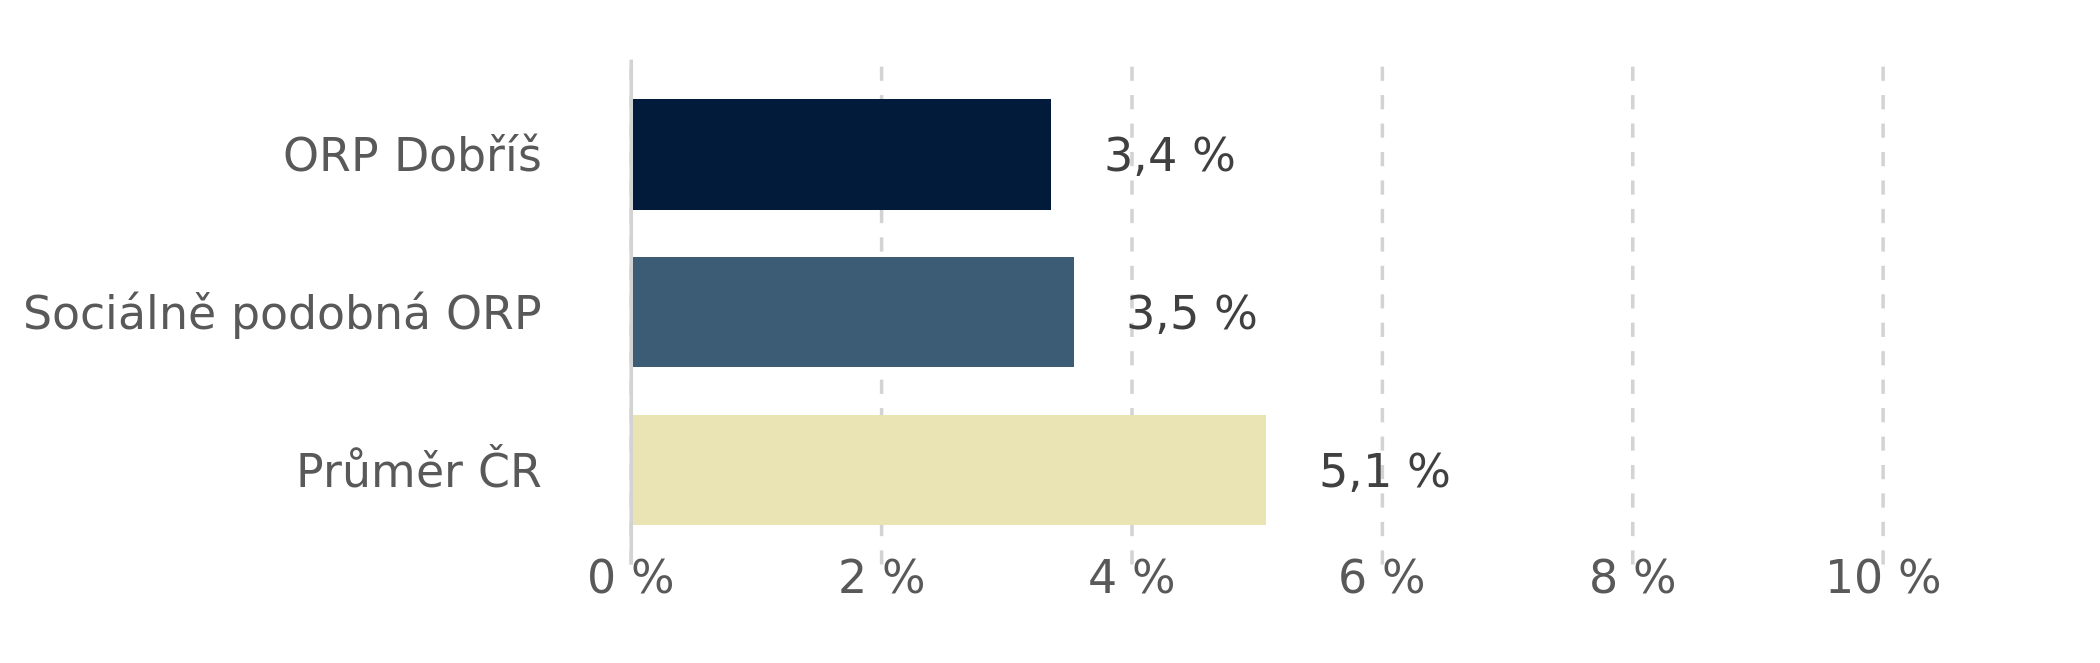 ORP Dobříš 3,4 %
Sociálně podobná ORP 3,5 %
Průměr ČR 5,1 %
0 % 2 % 4 % 6 % 8 % 10 %